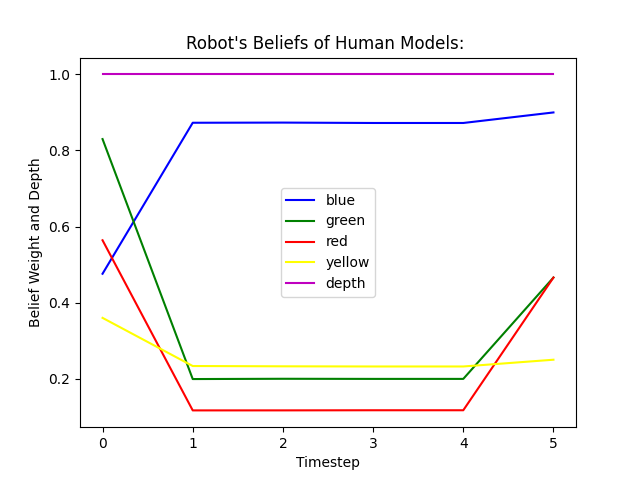 Robot's Beliefs of Human Models:
1.0
0.8
0.6
0.4
0.2
Belief Weight and Depth
blue
green
red
yellow
depth
0 1 2 3 4 5
Timestep